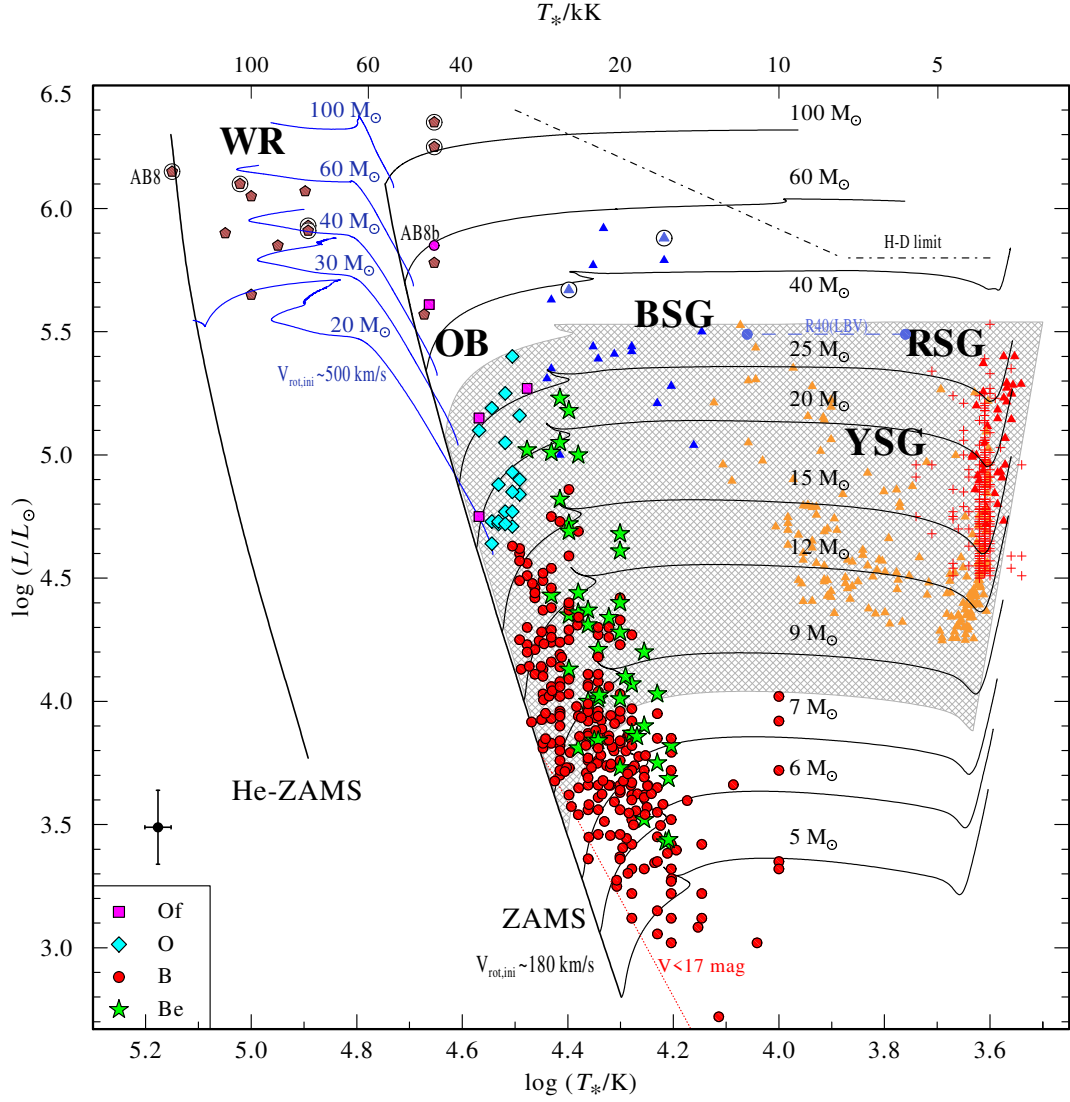 T∗/kK
100 60 40 20 10 5
6.5
100 M⊙
100 M⊙
WR
AB8
60 M⊙
60 M⊙
6.0
40 M⊙
AB8b
H-D limit
30 M⊙
40 M⊙
BSG
20 M⊙
R40(LBV)
5.5
OB
RSG
25 M⊙
Vrot,ini~500 km/s
20 M⊙
YSG
5.0
15 M⊙
12 M⊙
4.5
9 M⊙
4.0
7 M⊙
He-ZAMS
6 M⊙
3.5
5 M⊙
Of
ZAMS
O
3.0
Vrot,ini~180 km/s
V<17 mag
B
Be
log (L/L⊙)
5.2 5.0 4.8 4.6 4.4 4.2 4.0 3.8 3.6
log (T∗/K)